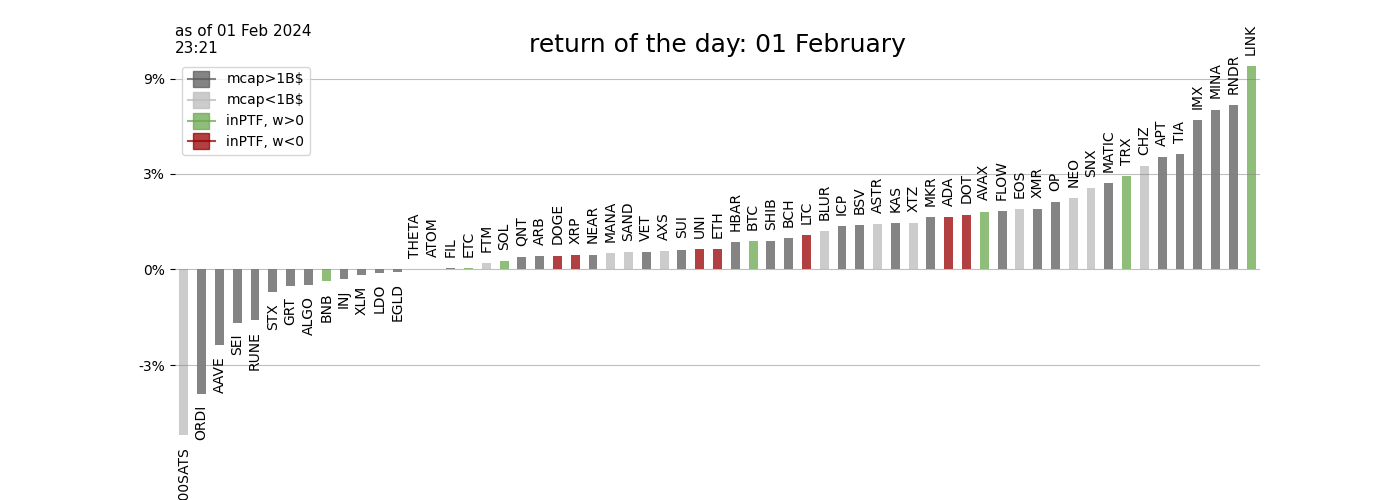 as of 01 Feb 2024
23:21
return of the day: 01 February
mcap>1B$
mcap<1B$
inPTF, w>0
inPTF, w<0
9%
3%
0%
-3%
00SATS
ORDI
AAVE
SEI
RUNE
STX
GRT
ALGO
BNB
INJ
XLM
LDO
EGLD
THETA
ATOM
FIL
ETC
FTM
SOL
QNT
ARB
DOGE
XRP
NEAR
MANA
SAND
VET
AXS
SUI
UNI
ETH
HBAR
BTC
SHIB
BCH
LTC
BLUR
ICP
BSV
ASTR
KAS
XTZ
MKR
ADA
DOT
AVAX
FLOW
EOS
XMR
OP
NEO
SNX
MATIC
TRX
CHZ
APT
TIA
IMX
MINA
RNDR
LINK